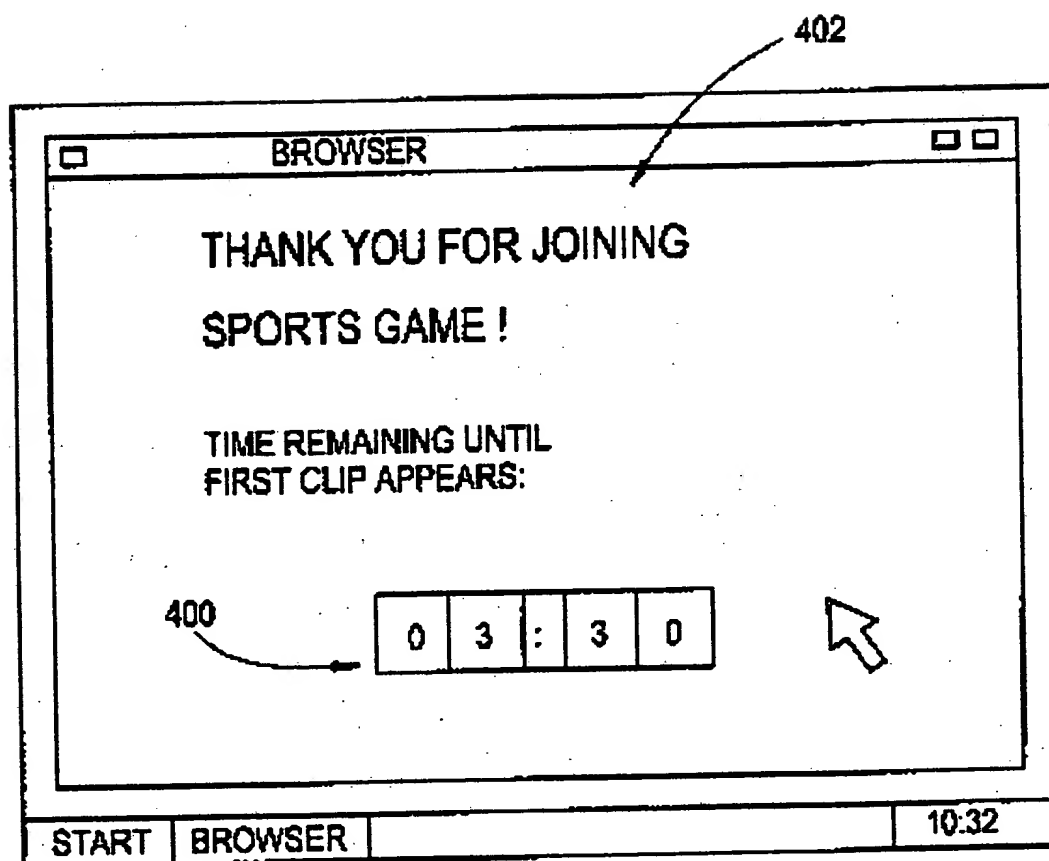 402
BROWSER
THANK YOU FOR JOINING
SPORTS GAME !
TIME REMAINING UNTIL
FIRST CLIP APPEARS:
400
0 3 : 3 0
START BROWSER 10:32